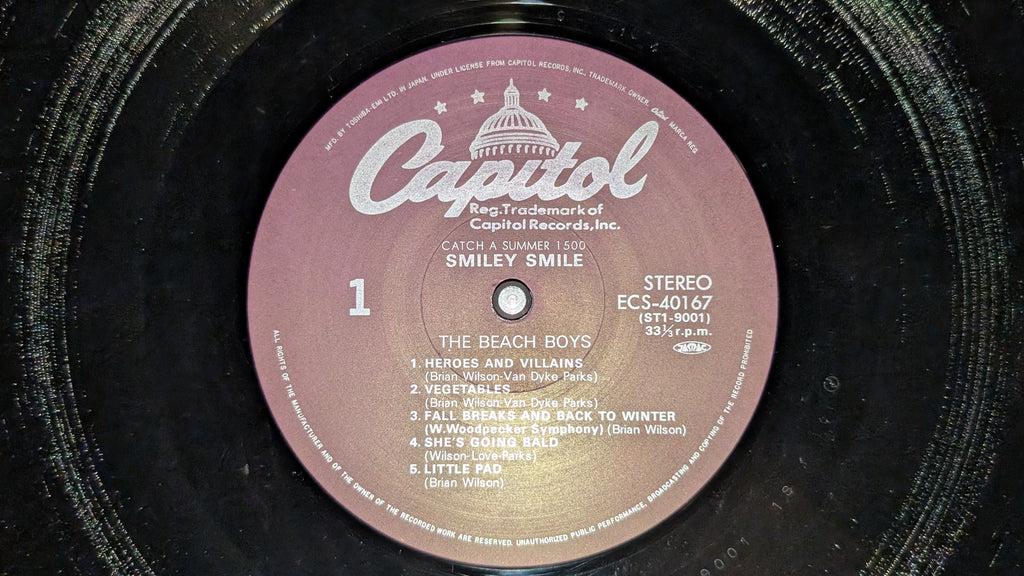 MFG. BY TOSHIBA-EMI LTD. IN JAPAN. UNDER LICENSE FROM CAPITOL RECORDS, INC. TRADEMARK OWNER. Capitol MARCA REG.
Capitol
Reg.Trademark of
Capitol Records,Inc.
CATCH A SUMMER 1500
SMILEY SMILE
1
STEREO
ECS-40167
(ST1-9001)
33⅓ r.p.m.
JASRAC
THE BEACH BOYS
1. HEROES AND VILLAINS
(Brian Wilson-Van Dyke Parks)
2. VEGETABLES
(Brian Wilson-Van Dyke Parks)
3. FALL BREAKS AND BACK TO WINTER
(W.Woodpecker Symphony) (Brian Wilson)
4. SHE'S GOING BALD
(Wilson-Love-Parks)
5. LITTLE PAD
(Brian Wilson)
ALL RIGHTS OF THE MANUFACTURER AND OF THE OWNER OF THE RECORDED WORK ARE RESERVED. UNAUTHORIZED PUBLIC PERFORMANCE, BROADCASTING AND COPYING OF THE RECORD PROHIBITED